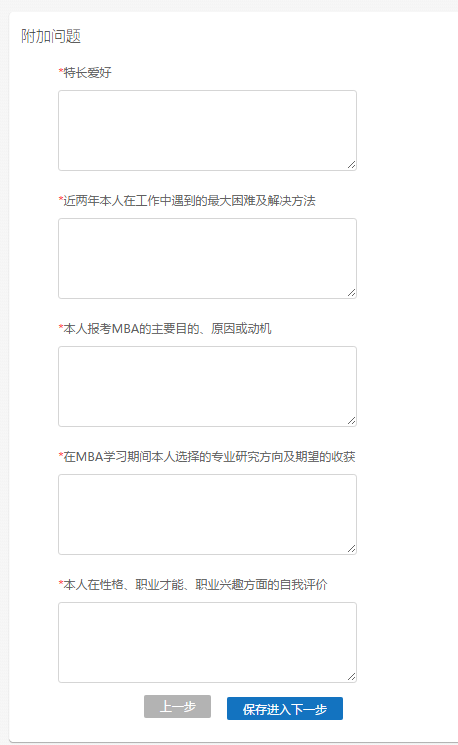 附加问题
*特长爱好
*近两年本人在工作中遇到的最大困难及解决方法
*本人报考MBA的主要目的、原因或动机
*在MBA学习期间本人选择的专业研究方向及期望的收获
*本人在性格、职业才能、职业兴趣方面的自我评价
上一步 保存进入下一步